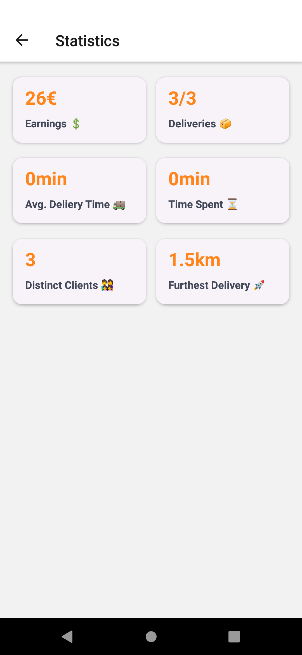 Statistics
26€
3/3
Earnings 💲
Deliveries 📦
0min
0min
Avg. Deliery Time 🚚
Time Spent ⏳
3
1.5km
Distinct Clients 👫
Furthest Delivery 🚀